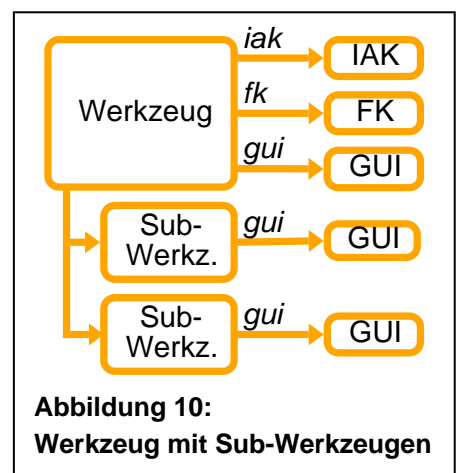 iak
IAK
Werkzeug
fk
FK
gui
GUI
Sub-
Werkz.
gui
GUI
Sub-
Werkz.
gui
GUI
Abbildung 10:
Werkzeug mit Sub-Werkzeugen